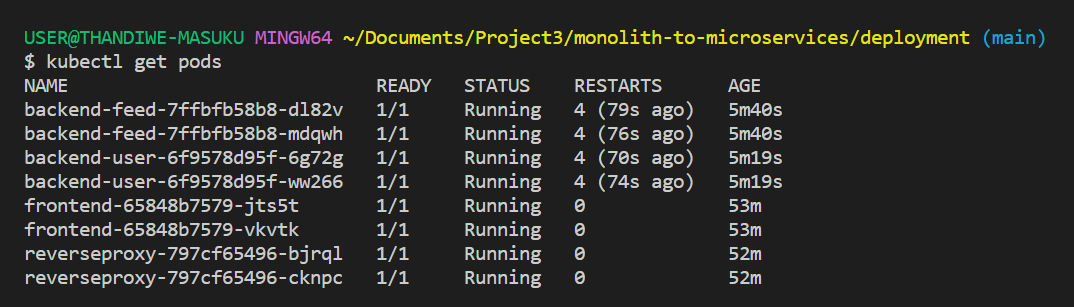 USER@THANDIWE-MASUKU MINGW64 ~/Documents/Project3/monolith-to-microservices/deployment (main)
$ kubectl get pods
NAME READY STATUS RESTARTS AGE
backend-feed-7ffbfb58b8-dl82v 1/1 Running 4 (79s ago) 5m40s
backend-feed-7ffbfb58b8-mdqwh 1/1 Running 4 (76s ago) 5m40s
backend-user-6f9578d95f-6g72g 1/1 Running 4 (70s ago) 5m19s
backend-user-6f9578d95f-ww266 1/1 Running 4 (74s ago) 5m19s
frontend-65848b7579-jts5t 1/1 Running 0 53m
frontend-65848b7579-vkvtk 1/1 Running 0 53m
reverseproxy-797cf65496-bjrql 1/1 Running 0 52m
reverseproxy-797cf65496-cknpc 1/1 Running 0 52m